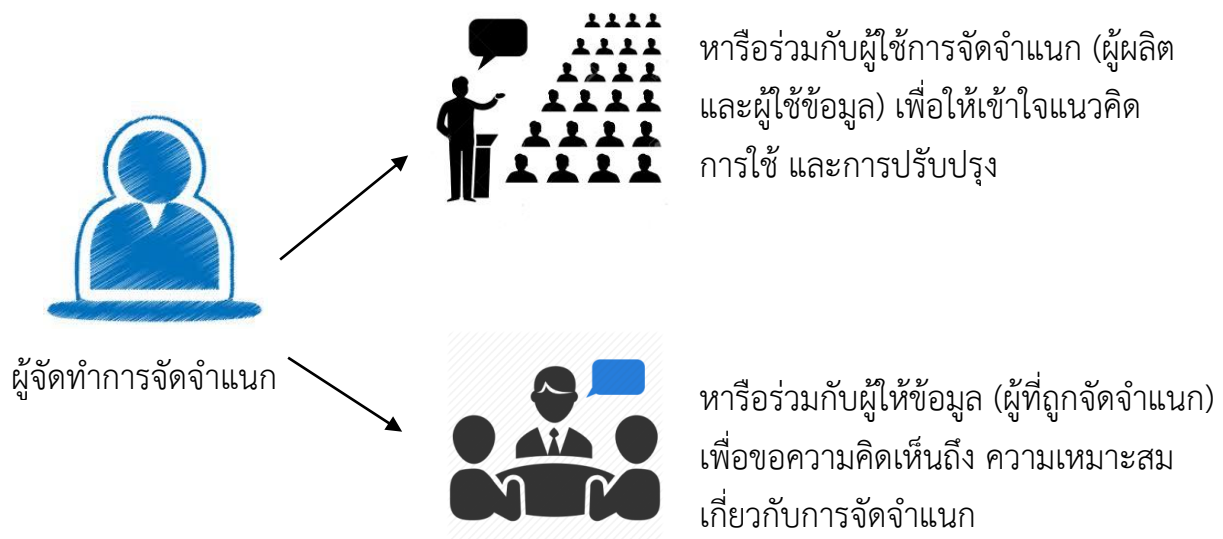 หารือร่วมกับผู้ใช้การจัดจำแนก (ผู้ผลิต
และผู้ใช้ข้อมูล) เพื่อให้เข้าใจแนวคิด
การใช้ และการปรับปรุง
ผู้จัดทำการจัดจำแนก
หารือร่วมกับผู้ให้ข้อมูล (ผู้ที่ถูกจัดจำแนก)
เพื่อขอความคิดเห็นถึง ความเหมาะสม
เกี่ยวกับการจัดจำแนก